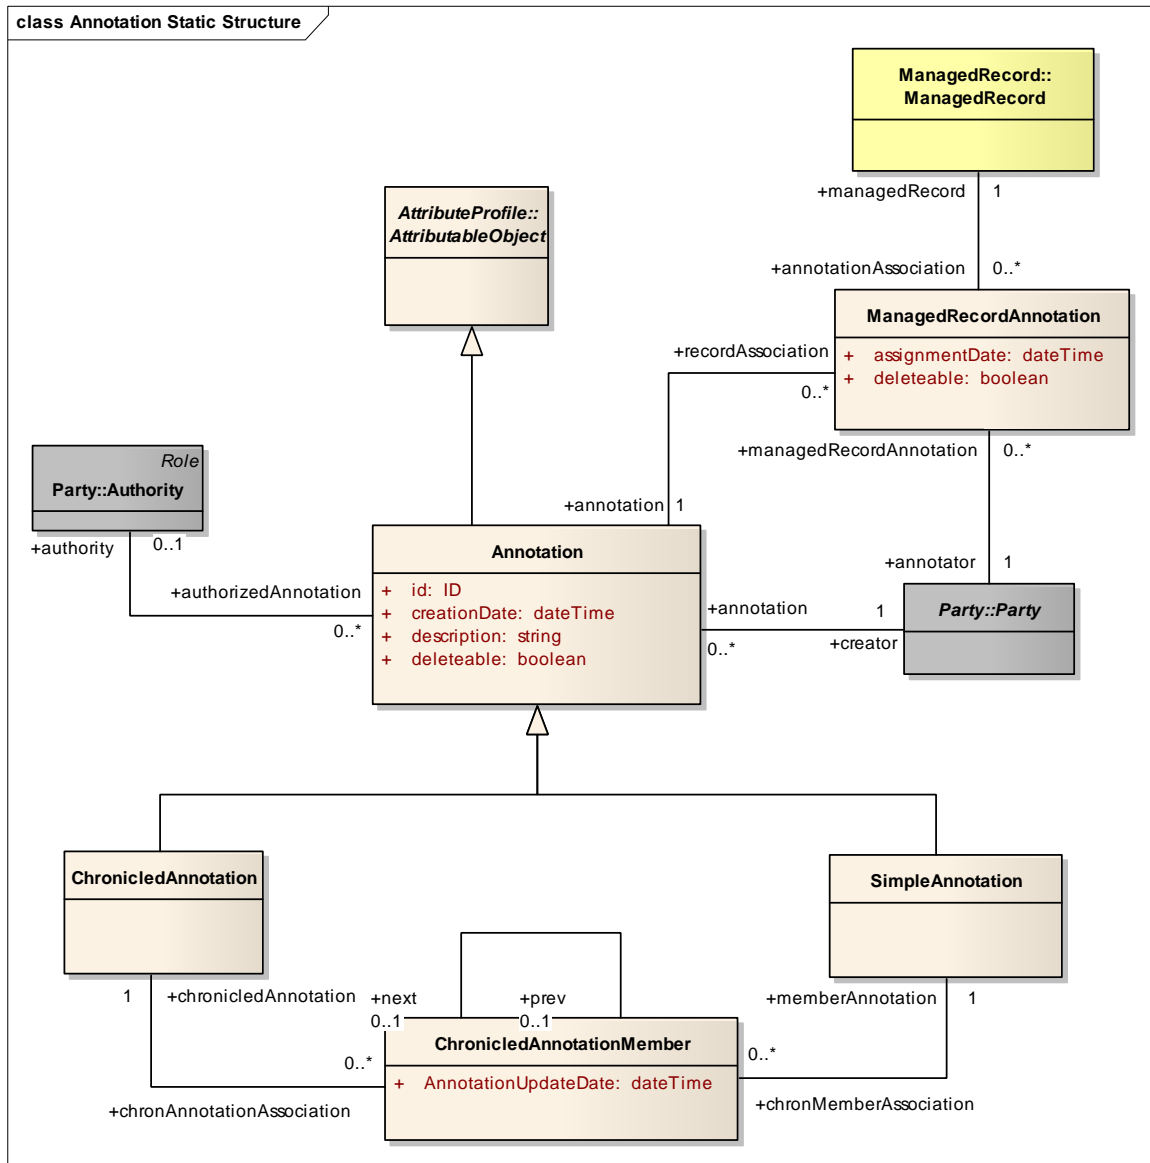 class Annotation Static Structure
ManagedRecord::
ManagedRecord
+managedRecord 1
AttributeProfile::
AttributableObject
+annotationAssociation 0..*
ManagedRecordAnnotation
+ assignmentDate: dateTime
+ deleteable: boolean
+recordAssociation
0..*
+managedRecordAnnotation 0..*
Role
Party::Authority
+authority 0..1
+annotation 1
Annotation
+ id: ID
+ creationDate: dateTime
+ description: string
+ deleteable: boolean
+authorizedAnnotation
0..*
+annotator 1
+annotation 1
0..* +creator
Party::Party
ChronicledAnnotation
SimpleAnnotation
1 +chronicledAnnotation
+next +prev
0..1 0..1
+memberAnnotation 1
0..*
ChronicledAnnotationMember
+ AnnotationUpdateDate: dateTime
0..*
+chronAnnotationAssociation
+chronMemberAssociation